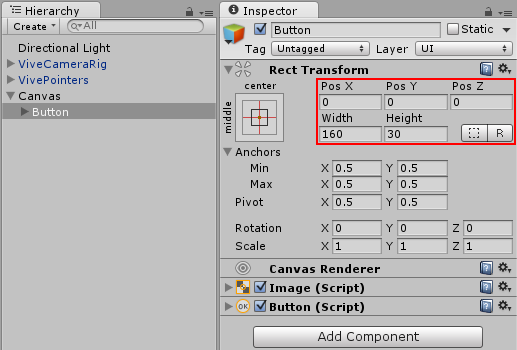 Hierarchy
Create
All
Directional Light
ViveCameraRig
VivePointers
Canvas
Button
Inspector
Button
Static
Tag Untagged Layer UI
Rect Transform
center
middle
Pos X Pos Y Pos Z
0 0 0
Width Height
160 30 R
Anchors
Min X 0.5 Y 0.5
Max X 0.5 Y 0.5
Pivot X 0.5 Y 0.5
Rotation X 0 Y 0 Z 0
Scale X 1 Y 1 Z 1
Canvas Renderer
Image (Script)
OK Button (Script)
Add Component